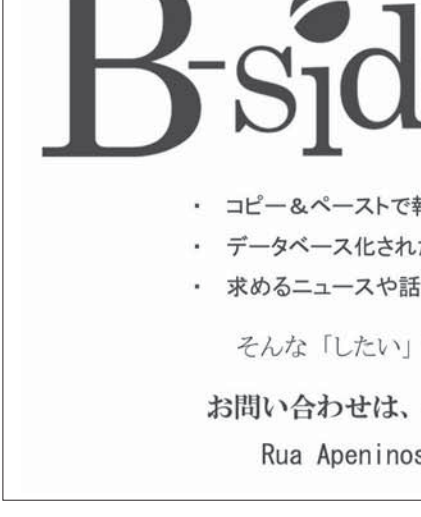 B-sid
・ コピー＆ペーストで
・ データベース化され
・ 求めるニュースや話
そんな「したい」
お問い合わせは、
Rua Apeninos